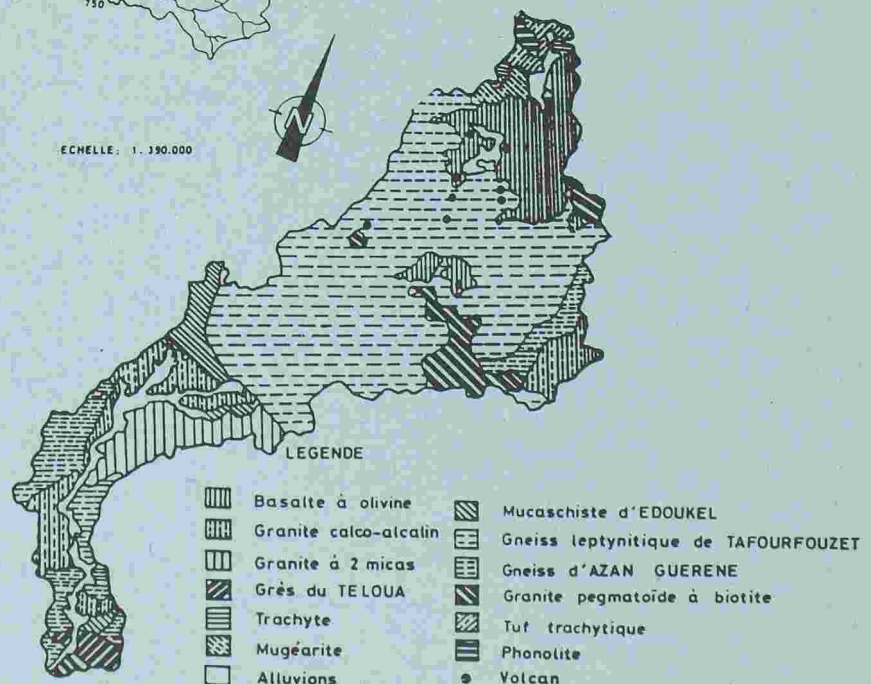 750
N
ECHELLE: 1. 390.000
LEGENDE
Basalte à olivine
Granite calco-alcalin
Granite à 2 micas
Grès du TELOUA
Trachyte
Mugéarite
Alluvions
Mucaschiste d'EDOUKEL
Gneiss leptynitique de TAFOURFOUZET
Gneiss d'AZAN GUERENE
Granite pegmatoïde à biotite
Tuf trachytique
Phonolite
Volcan